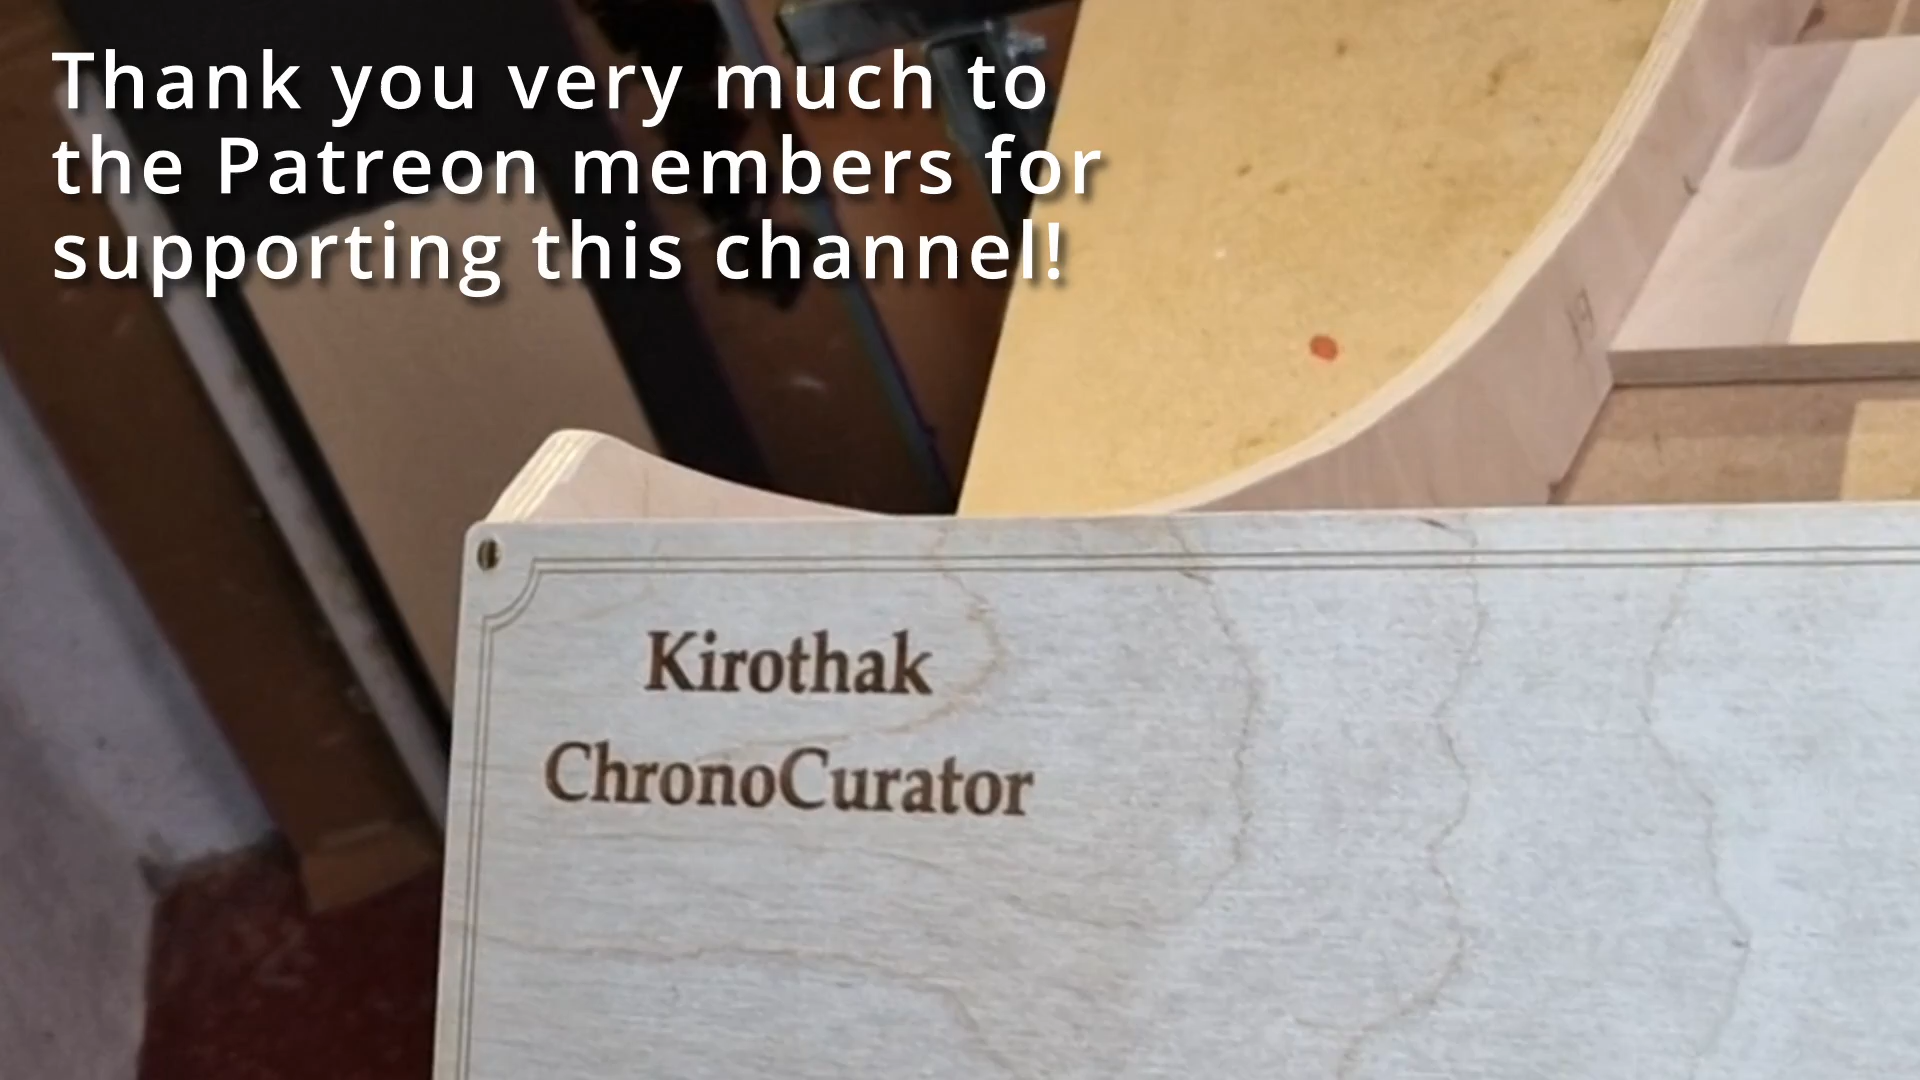 Thank you very much to
the Patreon members for
supporting this channel!
Kirothak
ChronoCurator